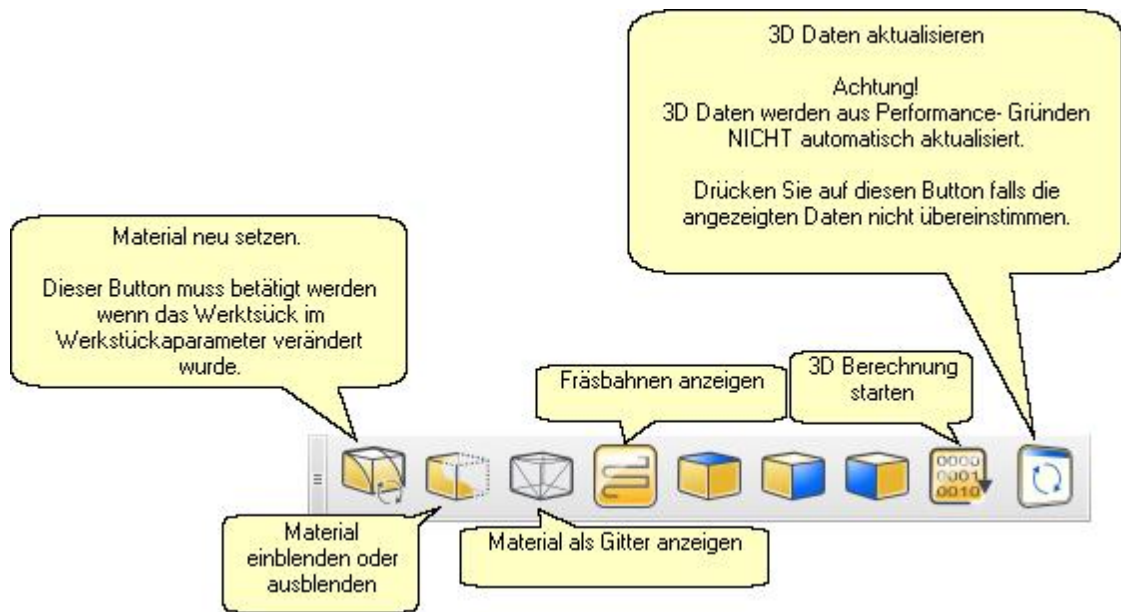 3D Daten aktualisieren
Achtung!
3D Daten werden aus Performance- Gründen
NICHT automatisch aktualisiert.
Drücken Sie auf diesen Button falls die
angezeigten Daten nicht übereinstimmen.
Material neu setzen.
Dieser Button muss betätigt werden
wenn das Werktsück im
Werkstückaparameter verändert
wurde.
Fräsbahnen anzeigen
3D Berechnung
starten
0000
0001
0010
Material
einblenden oder
ausblenden
Material als Gitter anzeigen